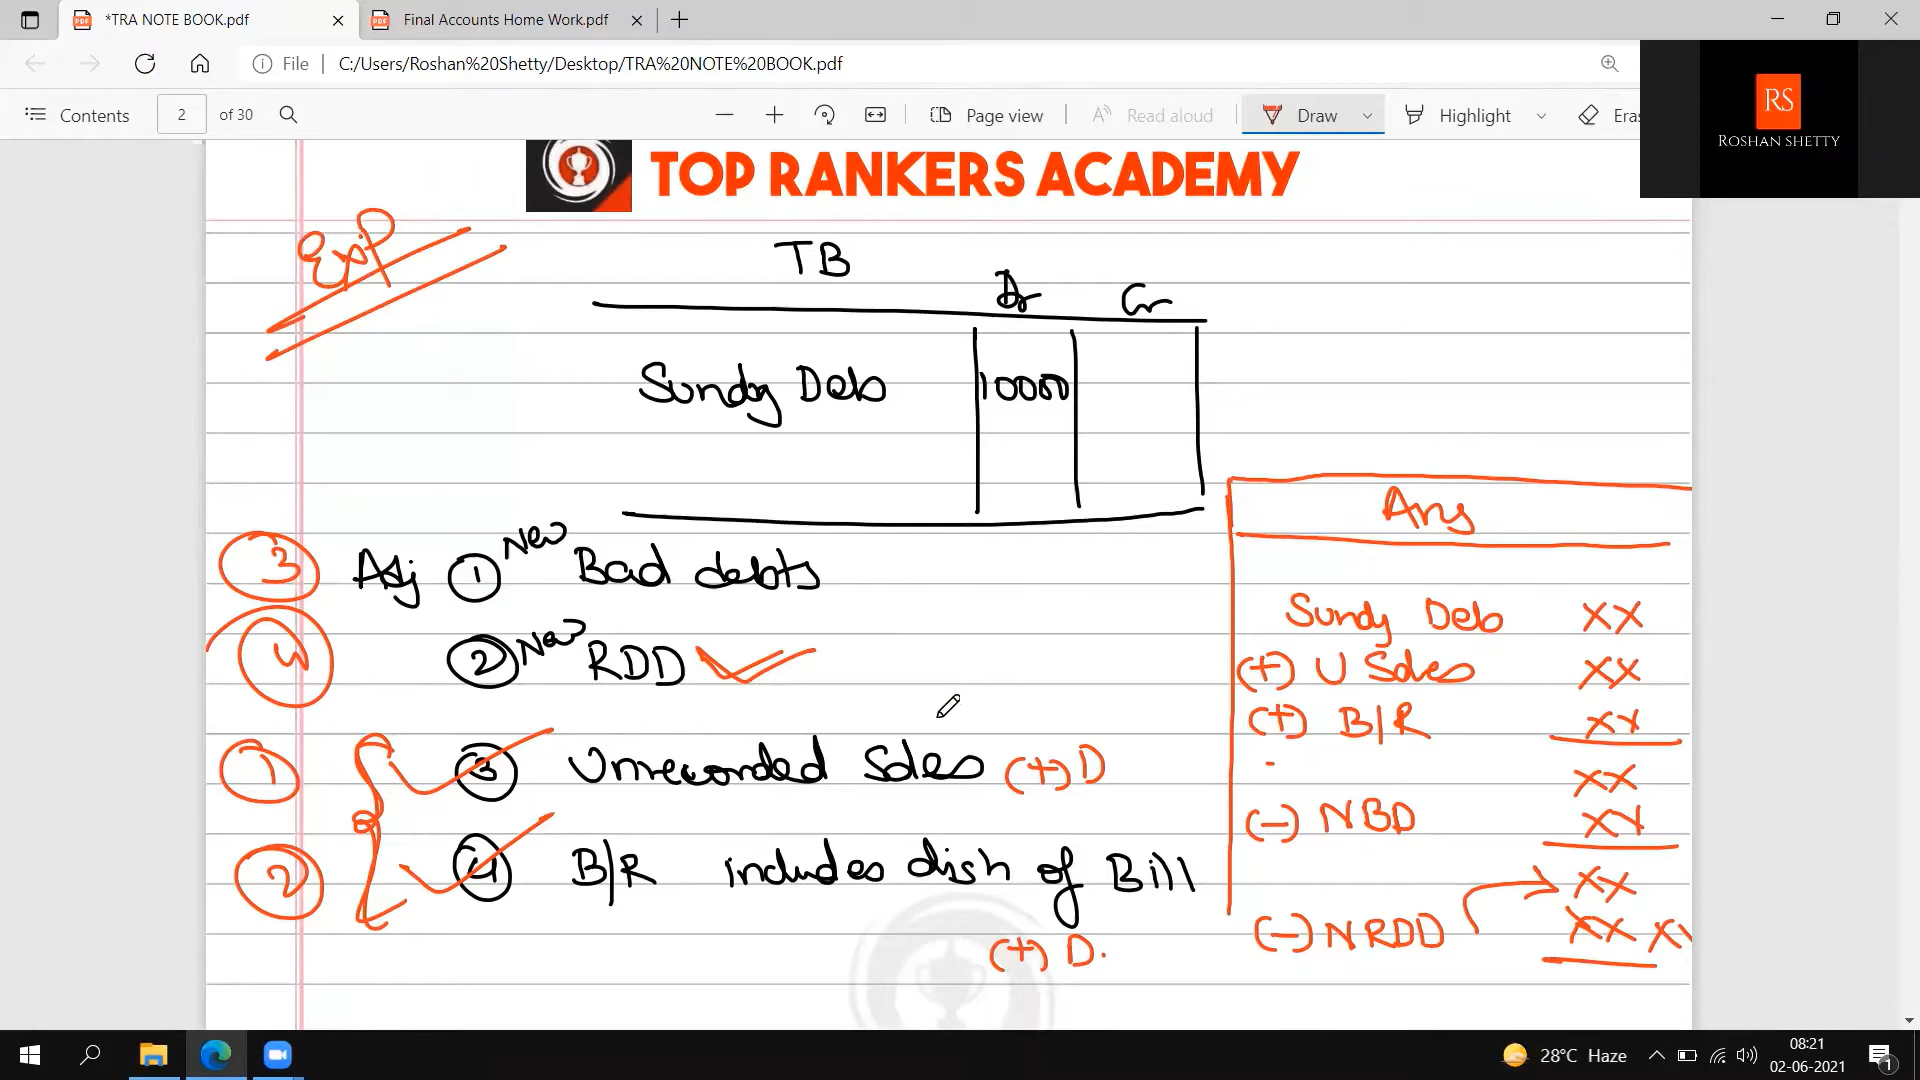 *TRA NOTE BOOK.pdf
Final Accounts Home Work.pdf
File C:/Users/Roshan%20Shetty/Desktop/TRA%20NOTE%20BOOK.pdf
Contents 2 of 30 Page view Read aloud Draw Highlight Eras
RS
ROSHAN SHETTY
TOP RANKERS ACADEMY
Exp
TB
Dr Cr
Sundy Deb 10000
Ans
3 Adj 1 New Bad debts
4 2 New RDD
1 3 Unrecorded Sales (+) D
2 4 B/R includes dish of Bill
(+) D.
Sundy Deb XX
(+) U Sales XX
(+) B/R XX
XX
(-) NBD XX
XX
(-) NRDD XX XX
28°C Haze
08:21
02-06-2021
1